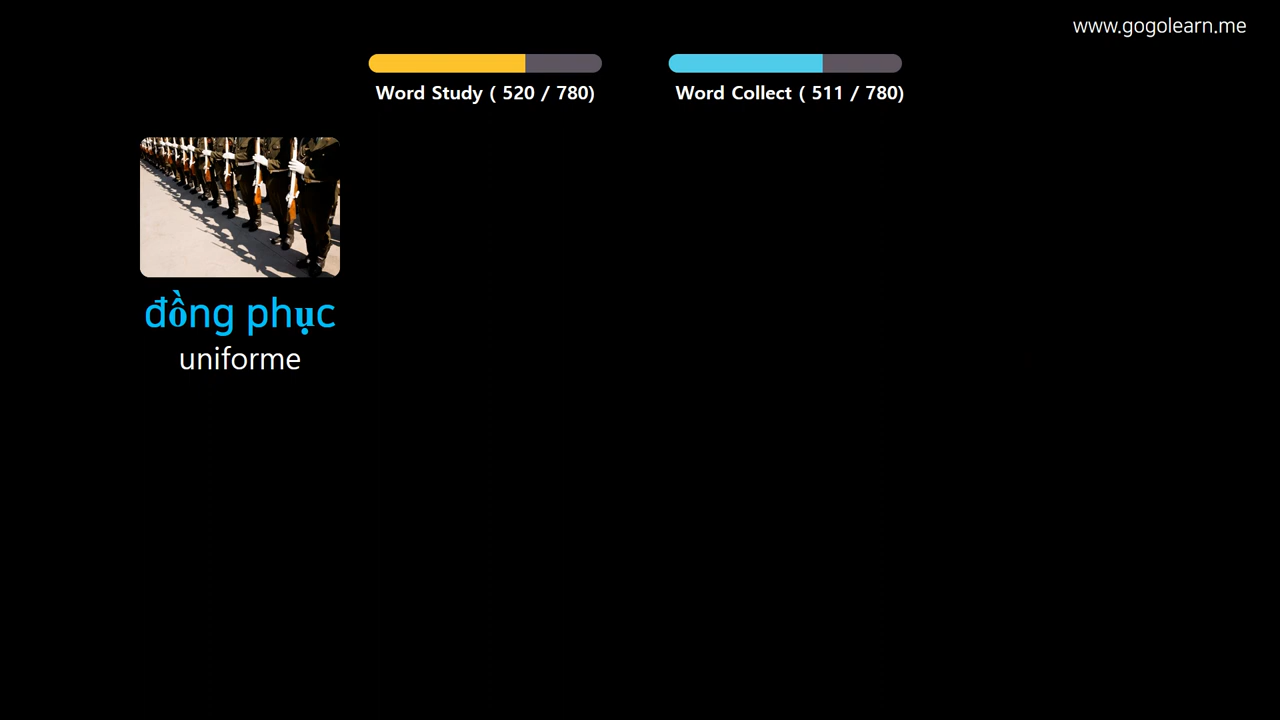 www.gogolearn.me
Word Study ( 520 / 780)
Word Collect ( 511 / 780)
đồng phục
uniforme